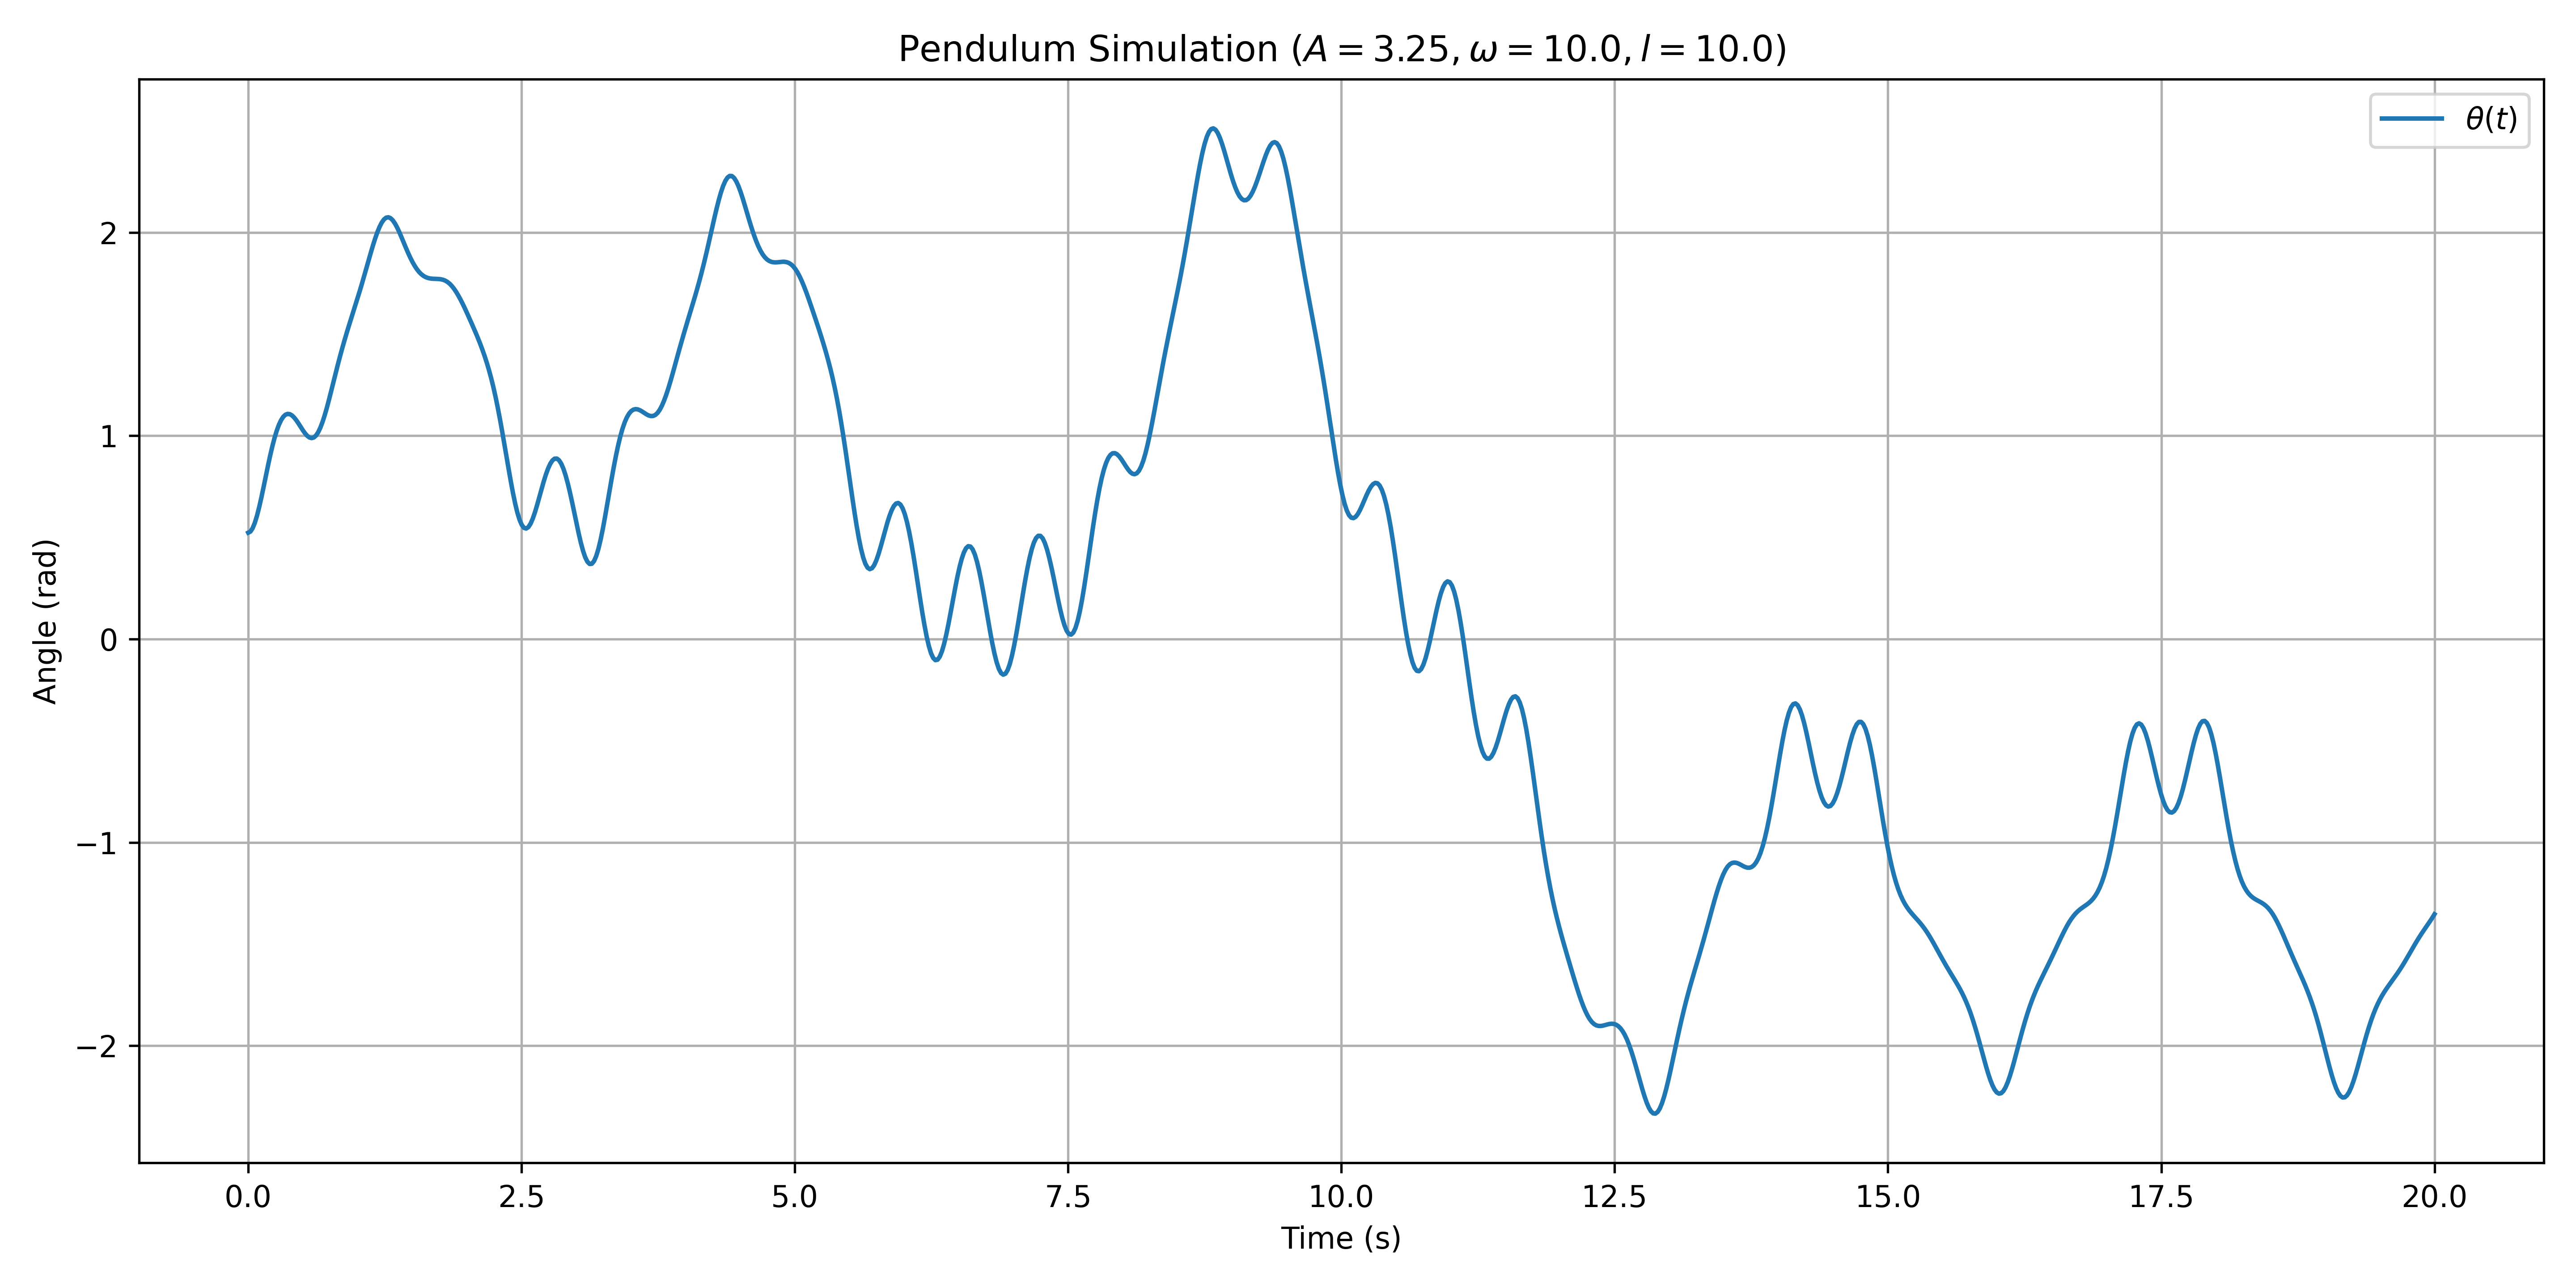 Pendulum Simulation (A = 3.25, ω = 10.0, l = 10.0)
θ(t)
Angle (rad)
2
1
0
−1
−2
0.0 2.5 5.0 7.5 10.0 12.5 15.0 17.5 20.0
Time (s)